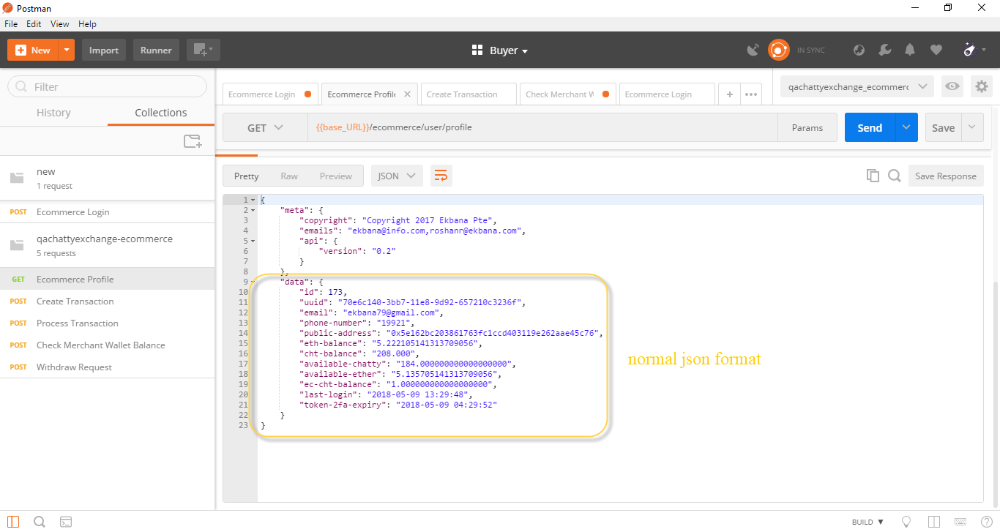 Postman
File Edit View Help
New Import Runner Buyer IN SYNC
Filter
History Collections
new
1 request
POST Ecommerce Login
qachattyexchange-ecommerce
5 requests
GET Ecommerce Profile
POST Create Transaction
POST Process Transaction
POST Check Merchant Wallet Balance
POST Withdraw Request
Ecommerce Login Ecommerce Profile Create Transaction Check Merchant W Ecommerce Login + •••
qachattyexchange_ecommerc
GET {{base_URL}}/ecommerce/user/profile Params Send Save
Pretty Raw Preview JSON Save Response
1 {
2 "meta": {
3 "copyright": "Copyright 2017 Ekbana Pte",
4 "emails": "ekbana@info.com,roshanr@ekbana.com",
5 "api": {
6 "version": "0.2"
7 }
8 },
9 "data": {
10 "id": 173,
11 "uuid": "70e6c140-3bb7-11e8-9d92-657210c3236f",
12 "email": "ekbana79@gmail.com",
13 "phone-number": "19921",
14 "public-address": "0x5e162bc203861763fc1ccd403119e262aae45c76",
15 "eth-balance": "5.222105141313709056",
16 "cht-balance": "208.000",
17 "available-chatty": "184.000000000000000000",
18 "available-ether": "5.135705141313709056",
19 "ec-cht-balance": "1.000000000000000000",
20 "last-login": "2018-05-09 13:29:48",
21 "token-2fa-expiry": "2018-05-09 04:29:52"
22 }
23 }
normal json format
BUILD